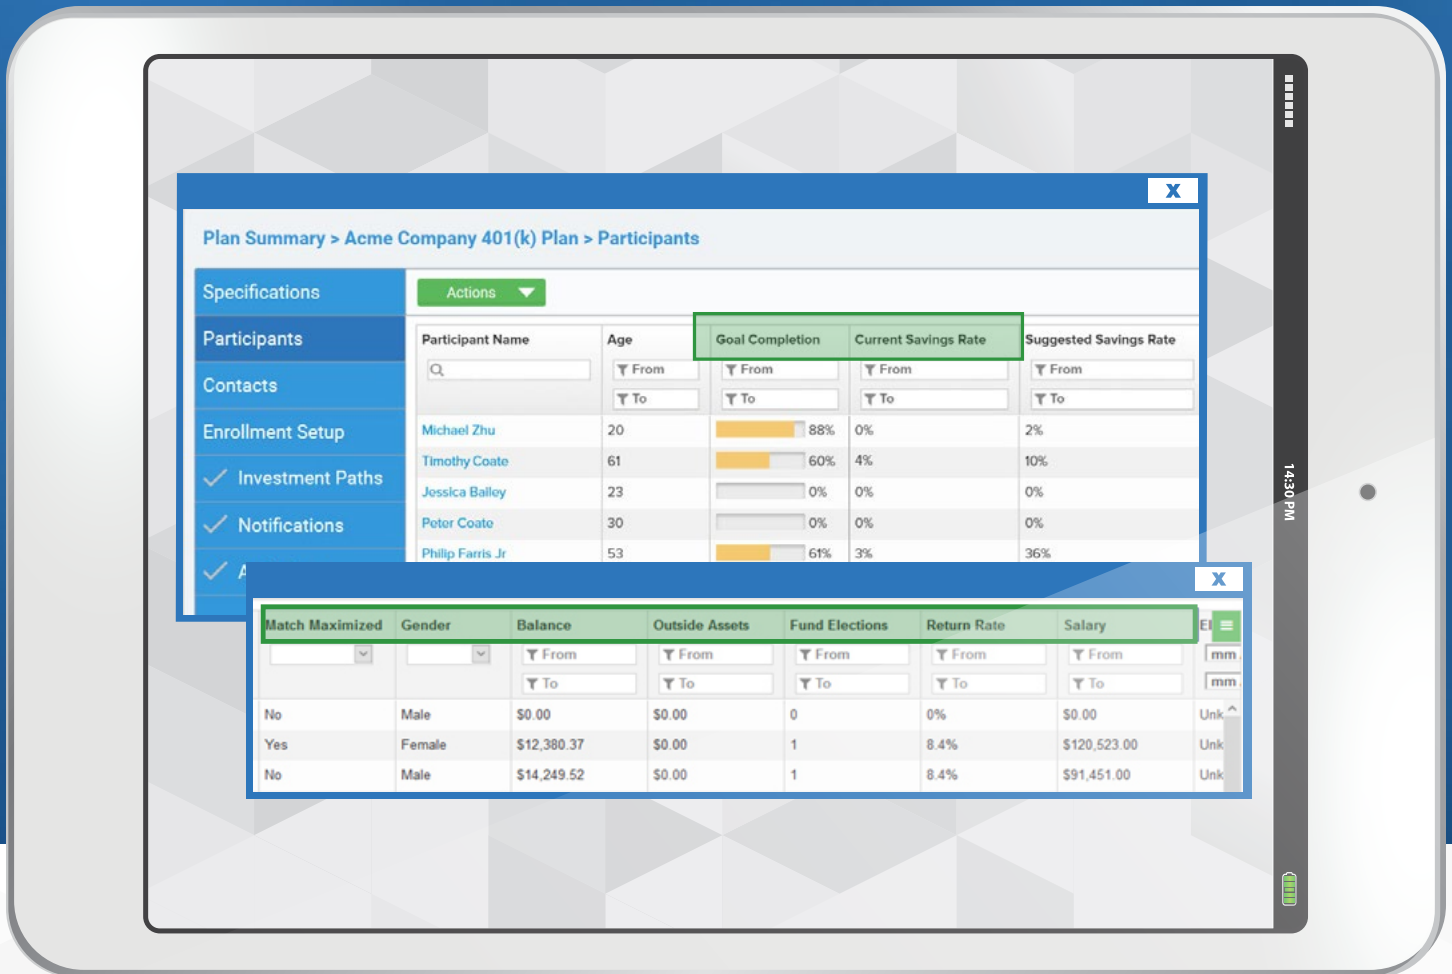 X
Plan Summary > Acme Company 401(k) Plan > Participants
Specifications
Participants
Contacts
Enrollment Setup
Investment Paths
Notifications
A
Actions
Participant Name Age Goal Completion Current Savings Rate Suggested Savings Rate
From From From From
To To To To
Michael Zhu 20 88% 0% 2%
Timothy Coate 61 60% 4% 10%
Jessica Bailey 23 0% 0% 0%
Peter Coate 30 0% 0% 0%
Philip Farris Jr 53 61% 3% 36%
X
Match Maximized Gender Balance Outside Assets Fund Elections Return Rate Salary El
From From From From From mm
To To To To To mm
No Male $0.00 $0.00 0 0% $0.00 Unk
Yes Female $12,380.37 $0.00 1 8.4% $120,523.00 Unk
No Male $14,249.52 $0.00 1 8.4% $91,451.00 Unk
14:30 PM